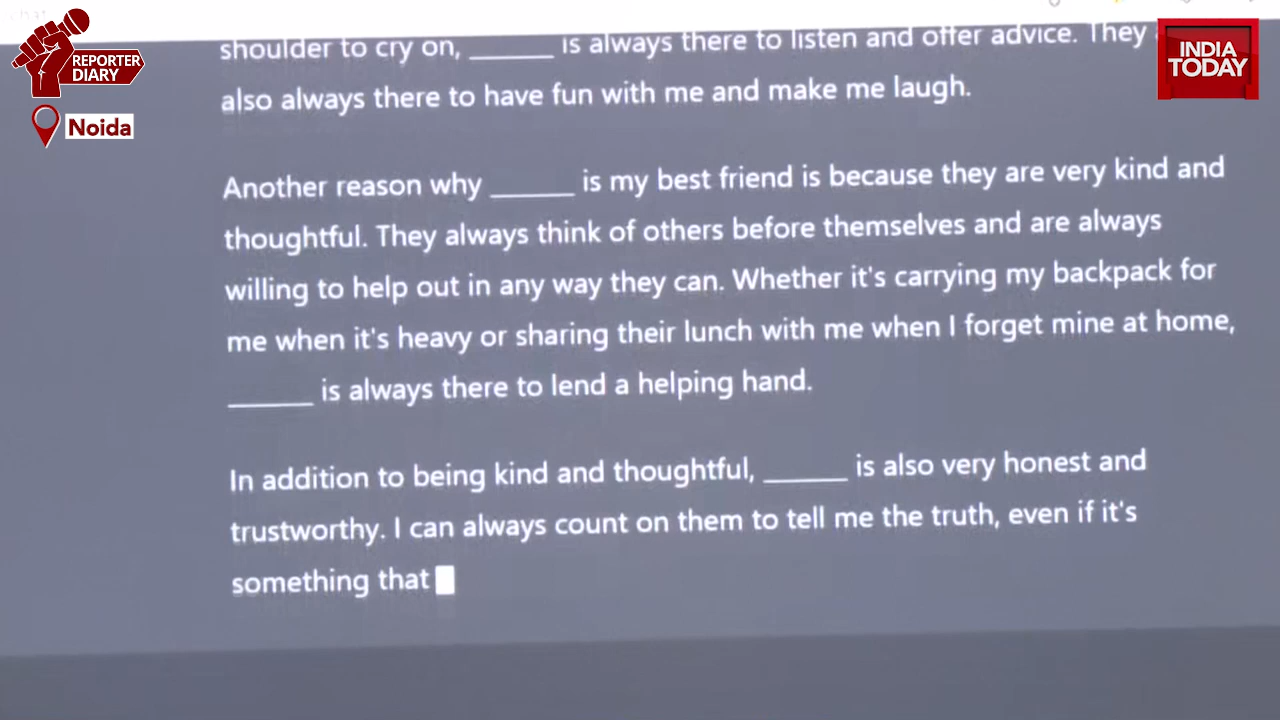 REPORTER
DIARY
Noida
INDIA
TODAY
shoulder to cry on, ______ is always there to listen and offer advice. They
also always there to have fun with me and make me laugh.
Another reason why ______ is my best friend is because they are very kind and
thoughtful. They always think of others before themselves and are always
willing to help out in any way they can. Whether it's carrying my backpack for
me when it's heavy or sharing their lunch with me when I forget mine at home,
______ is always there to lend a helping hand.
In addition to being kind and thoughtful, ______ is also very honest and
trustworthy. I can always count on them to tell me the truth, even if it's
something that